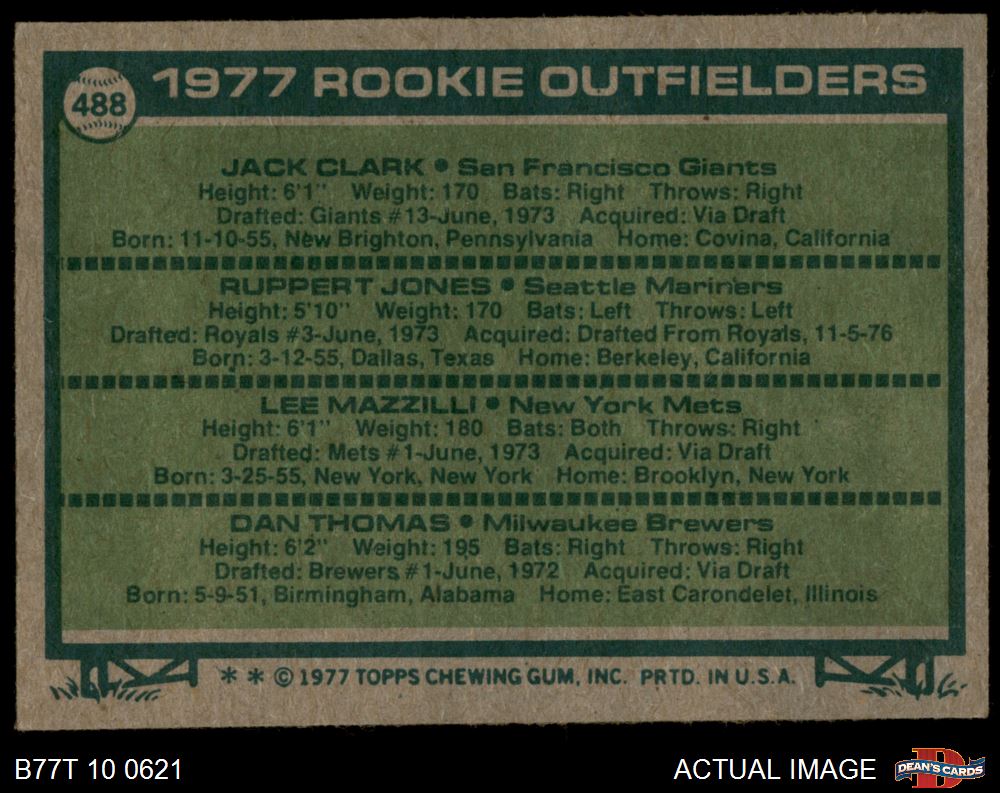 488
1977 ROOKIE OUTFIELDERS
JACK CLARK • San Francisco Giants
Height: 6'1" Weight: 170 Bats: Right Throws: Right
Drafted: Giants #13-June, 1973 Acquired: Via Draft
Born: 11-10-55, New Brighton, Pennsylvania Home: Covina, California
RUPPERT JONES • Seattle Mariners
Height: 5'10" Weight: 170 Bats: Left Throws: Left
Drafted: Royals #3-June, 1973 Acquired: Drafted From Royals, 11-5-76
Born: 3-12-55, Dallas, Texas Home: Berkeley, California
LEE MAZZILLI • New York Mets
Height: 6'1" Weight: 180 Bats: Both Throws: Right
Drafted: Mets #1-June, 1973 Acquired: Via Draft
Born: 3-25-55, New York, New York Home: Brooklyn, New York
DAN THOMAS • Milwaukee Brewers
Height: 6'2" Weight: 195 Bats: Right Throws: Right
Drafted: Brewers #1-June, 1972 Acquired: Via Draft
Born: 5-9-51, Birmingham, Alabama Home: East Carondelet, Illinois
* * © 1977 TOPPS CHEWING GUM, INC. PRTD. IN U.S.A.
B77T 10 0621
ACTUAL IMAGE
D
DEAN'S CARDS